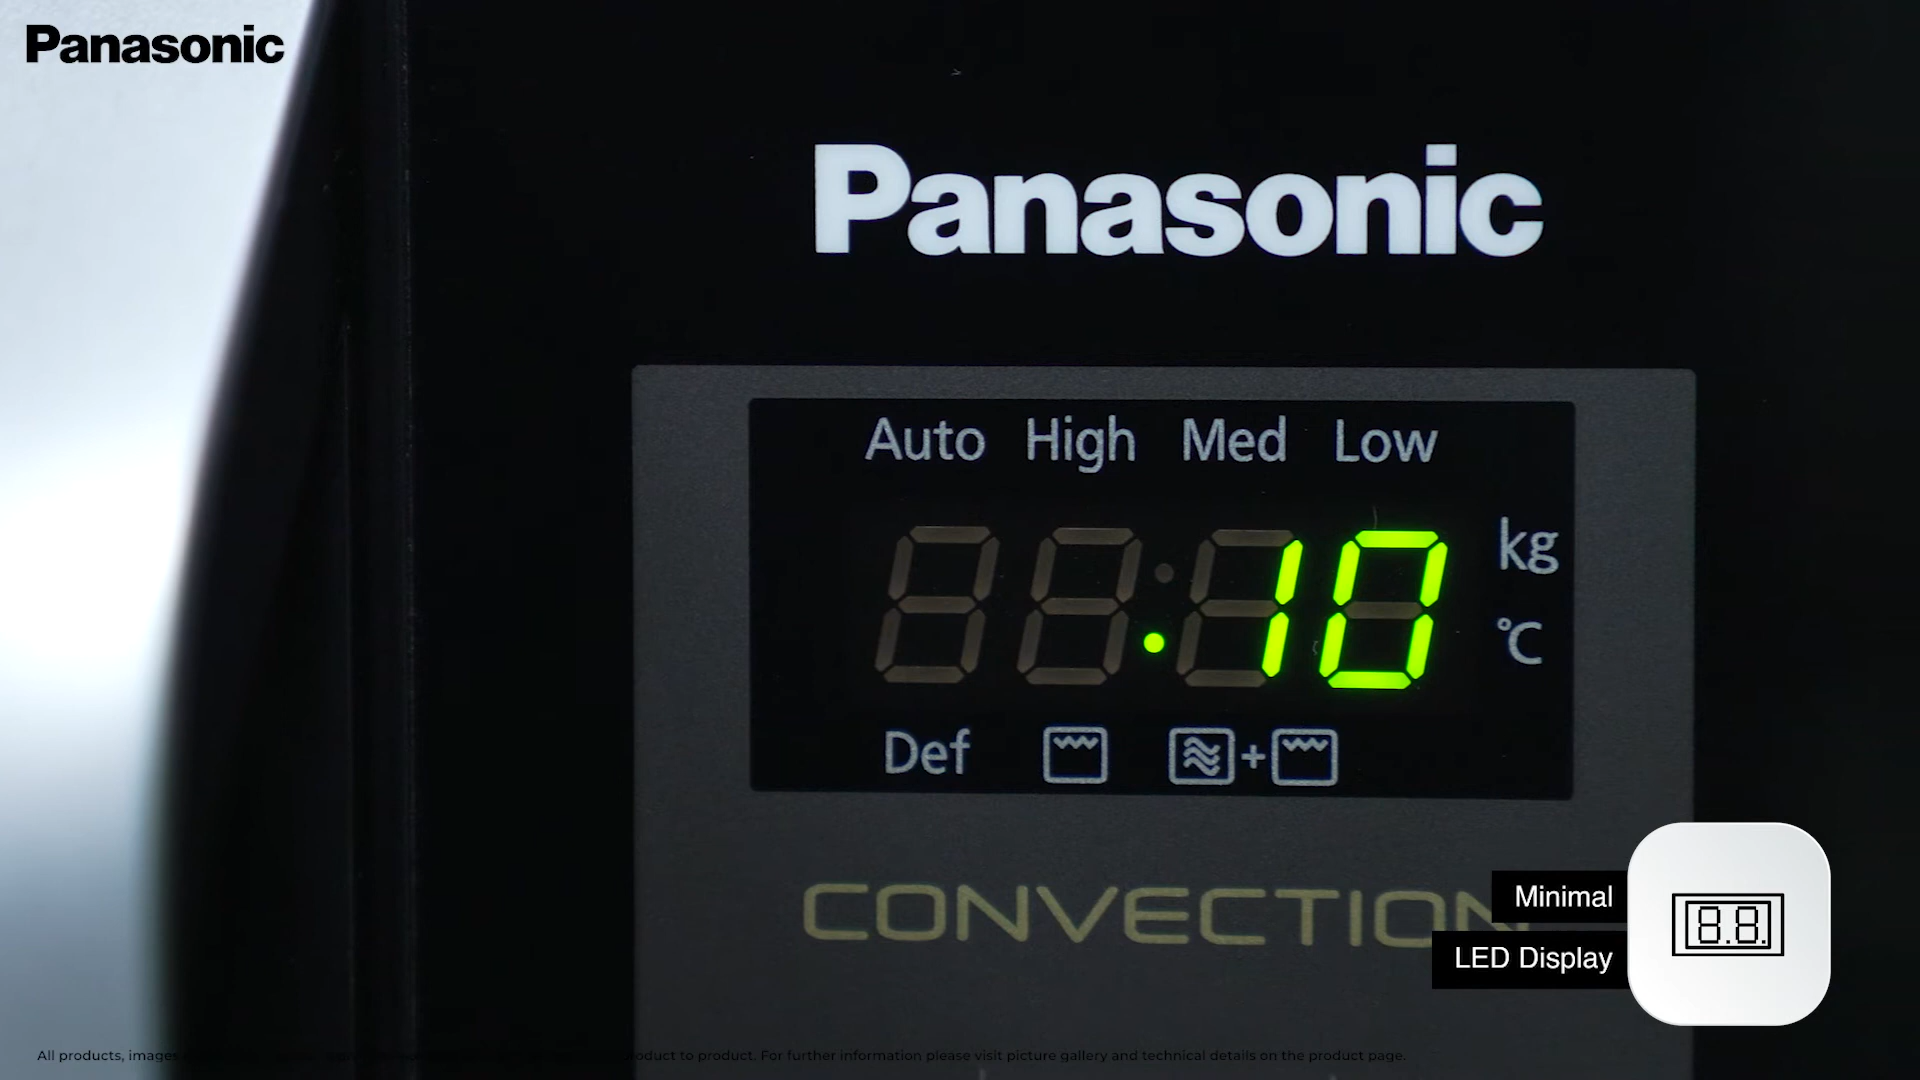 Panasonic
Panasonic
Auto High Med Low
.10
kg
°C
Def
+
CONVECTION
Minimal
LED Display
8.8.
All products, images
product to product. For further information please visit picture gallery and technical details on the product page.